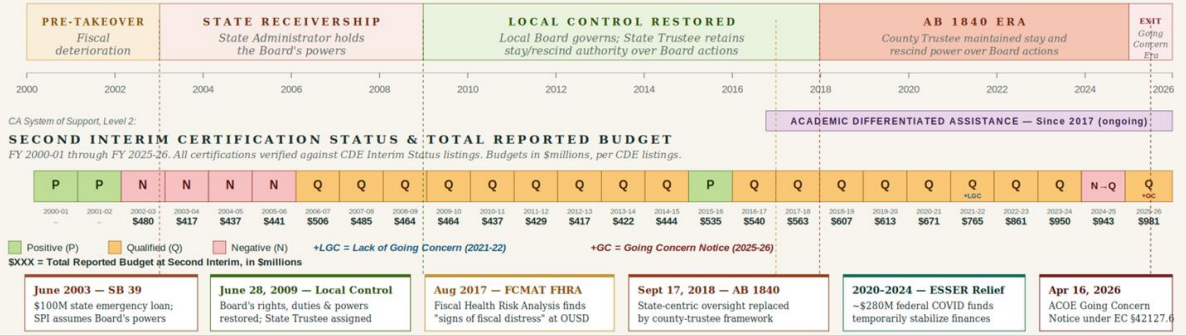 PRE-TAKEOVER
Fiscal
deterioration
STATE RECEIVERSHIP
State Administrator holds
the Board's powers
LOCAL CONTROL RESTORED
Local Board governs; State Trustee retains
stay/rescind authority over Board actions
AB 1840 ERA
County Trustee maintained stay and
rescind power over Board actions
EXIT
Going
Concern
Era
2000 2002 2004 2006 2008 2010 2012 2014 2016 2018 2020 2022 2024 2026
CA System of Support, Level 2:
ACADEMIC DIFFERENTIATED ASSISTANCE — Since 2017 (ongoing)
SECOND INTERIM CERTIFICATION STATUS & TOTAL REPORTED BUDGET
FY 2000-01 through FY 2025-26. All certifications verified against CDE Interim Status listings. Budgets in $millions, per CDE listings.
P P N N N N Q Q Q Q Q Q Q Q Q P Q Q Q Q Q Q Q Q N→Q Q
+LGC +GC
2000-01 2001-02 2002-03 2003-04 2004-05 2005-06 2006-07 2007-08 2008-09 2009-10 2010-11 2011-12 2012-13 2013-14 2014-15 2015-16 2016-17 2017-18 2018-19 2019-20 2020-21 2021-22 2022-23 2023-24 2024-25 2025-26
– – $480 $417 $437 $441 $506 $485 $464 $464 $437 $429 $417 $422 $444 $535 $540 $563 $607 $613 $671 $765 $861 $950 $943 $981
Positive (P) Qualified (Q) Negative (N) +LGC = Lack of Going Concern (2021-22) +GC = Going Concern Notice (2025-26)
$XXX = Total Reported Budget at Second Interim, in $millions
June 2003 — SB 39
$100M state emergency loan;
SPI assumes Board's powers
June 28, 2009 — Local Control
Board's rights, duties & powers
restored; State Trustee assigned
Aug 2017 — FCMAT FHRA
Fiscal Health Risk Analysis finds
"signs of fiscal distress" at OUSD
Sept 17, 2018 — AB 1840
State-centric oversight replaced
by county-trustee framework
2020-2024 — ESSER Relief
~$280M federal COVID funds
temporarily stabilize finances
Apr 16, 2026
ACOE Going Concern
Notice under EC §42127.6